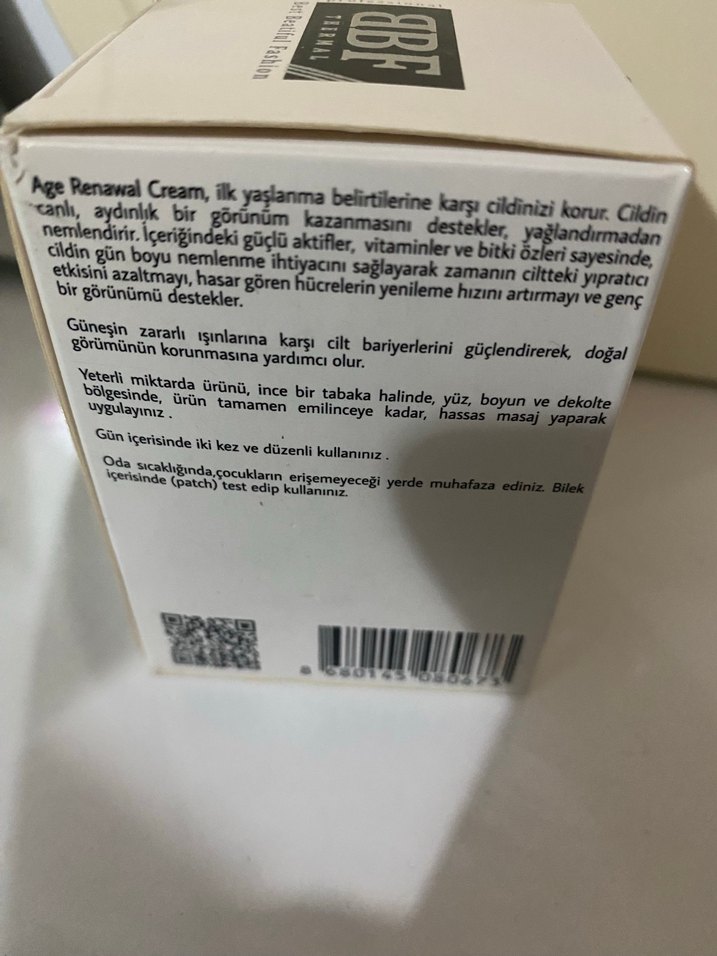 professional
BBF
THERMAL
Best Beatiful Fashion
Age Renawal Cream, ilk yaşlanma belirtilerine karşı cildinizi korur. Cildin
canlı, aydınlık bir görünüm kazanmasını destekler, yağlandırmadan
nemlendirir. İçeriğindeki güçlü aktifler, vitaminler ve bitki özleri sayesinde,
cildin gün boyu nemlenme ihtiyacını sağlayarak zamanın ciltteki yıpratıcı
etkisini azaltmayı, hasar gören hücrelerin yenileme hızını artırmayı ve genç
bir görünümü destekler.
Güneşin zararlı ışınlarına karşı cilt bariyerlerini güçlendirerek, doğal
görümünün korunmasına yardımcı olur.
Yeterli miktarda ürünü, ince bir tabaka halinde, yüz, boyun ve dekolte
bölgesinde, ürün tamamen emilinceye kadar, hassas masaj yaparak
uygulayınız .
Gün içerisinde iki kez ve düzenli kullanınız .
Oda sıcaklığında,çocukların erişemeyeceği yerde muhafaza ediniz. Bilek
içerisinde (patch) test edip kullanınız.
8 680145 080671